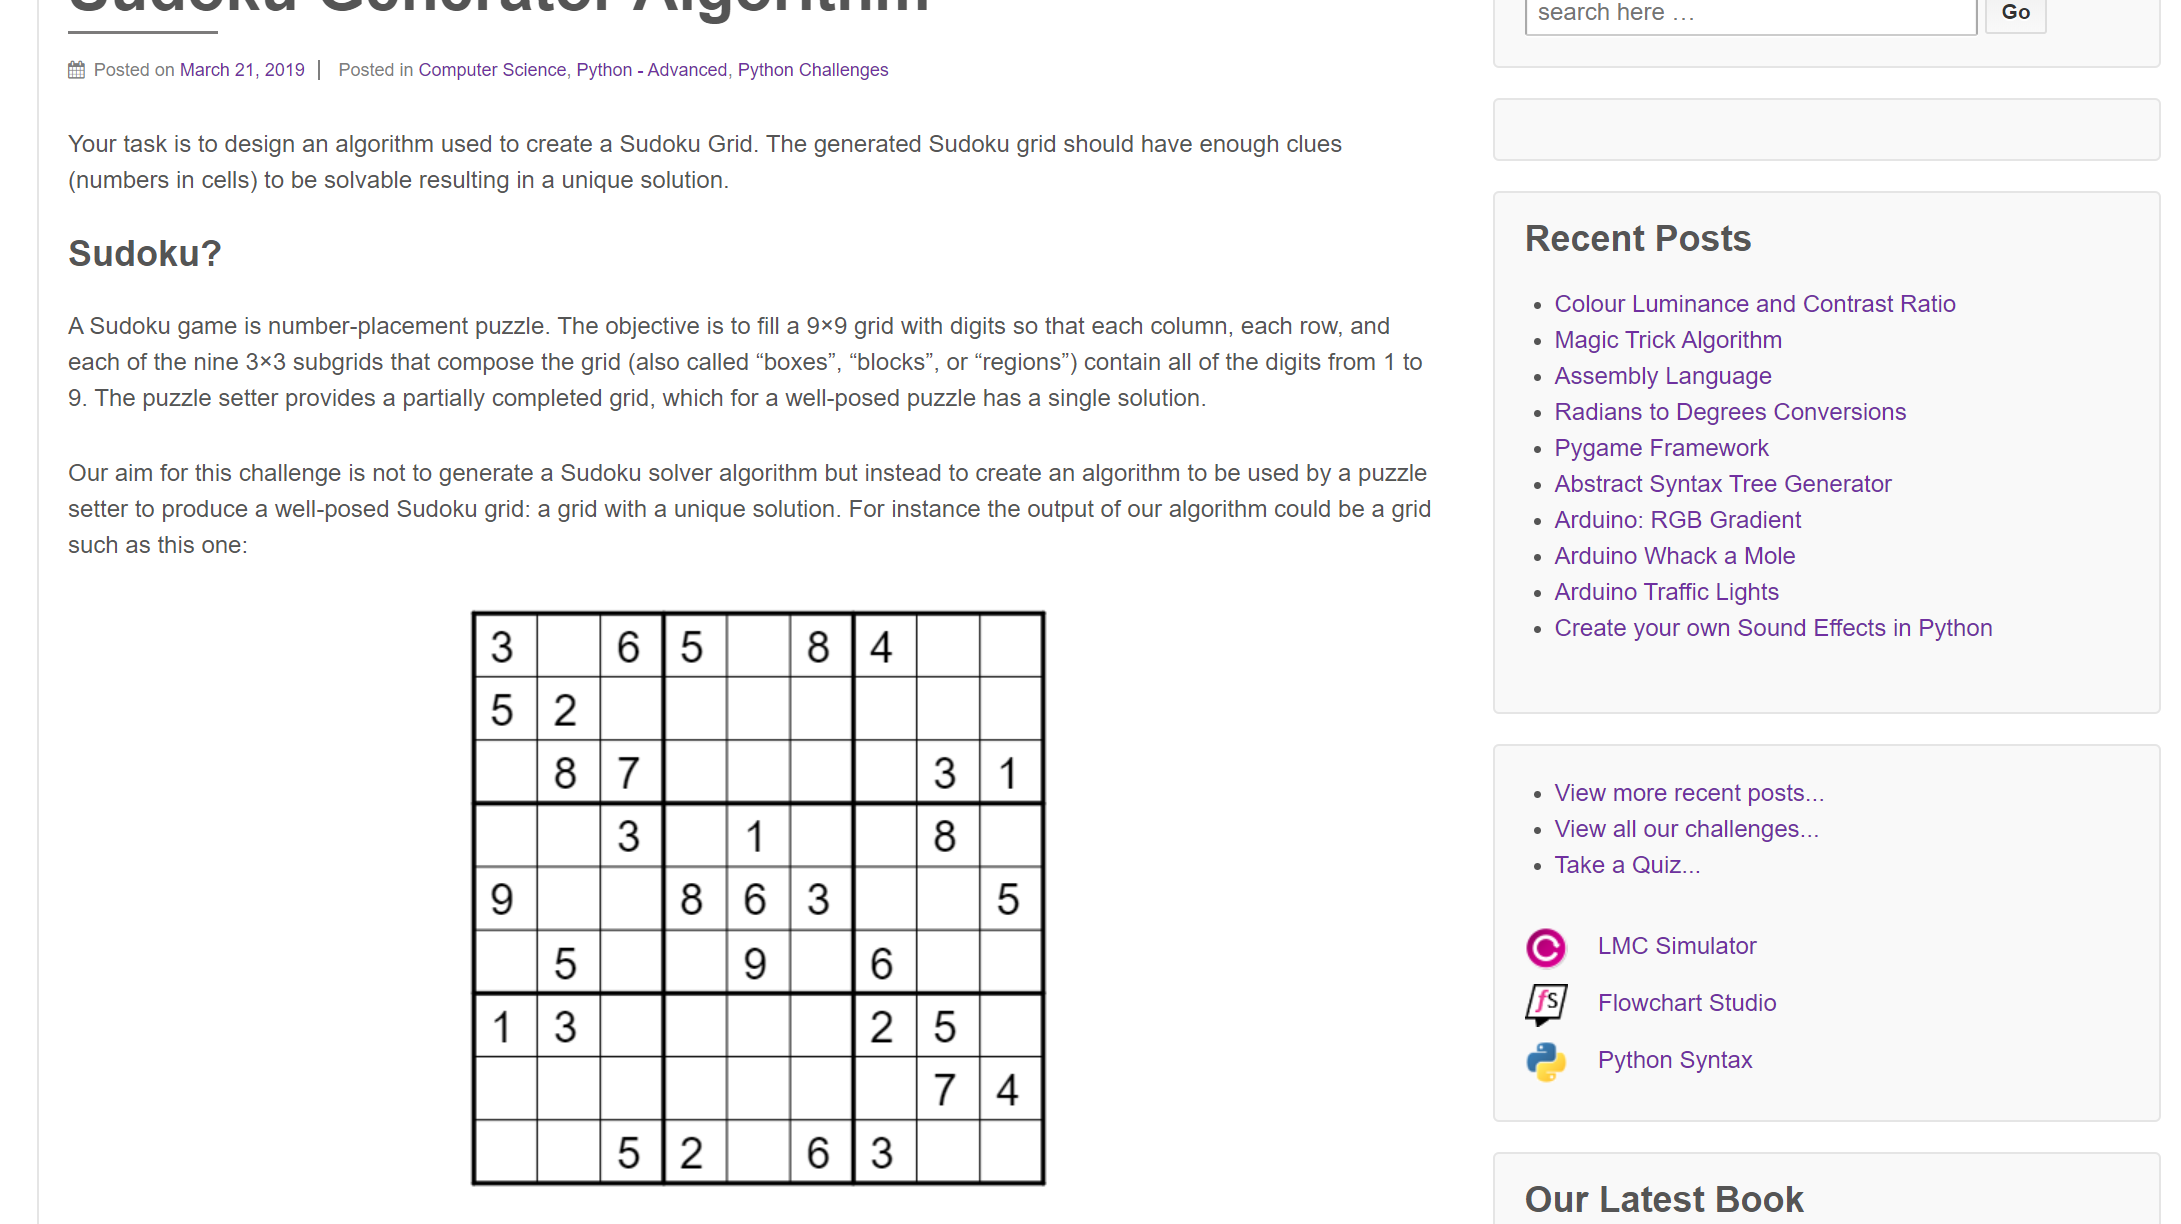 Sudoku Generator Algorithm
Posted on March 21, 2019 | Posted in Computer Science, Python - Advanced, Python Challenges
Your task is to design an algorithm used to create a Sudoku Grid. The generated Sudoku grid should have enough clues
(numbers in cells) to be solvable resulting in a unique solution.
Sudoku?
A Sudoku game is number-placement puzzle. The objective is to fill a 9×9 grid with digits so that each column, each row, and
each of the nine 3×3 subgrids that compose the grid (also called “boxes”, “blocks”, or “regions”) contain all of the digits from 1 to
9. The puzzle setter provides a partially completed grid, which for a well-posed puzzle has a single solution.
Our aim for this challenge is not to generate a Sudoku solver algorithm but instead to create an algorithm to be used by a puzzle
setter to produce a well-posed Sudoku grid: a grid with a unique solution. For instance the output of our algorithm could be a grid
such as this one:
3 6 5 8 4
5 2
8 7 3 1
3 1 8
9 8 6 3 5
5 9 6
1 3 2 5
7 4
5 2 6 3
search here …
Go
Recent Posts
Colour Luminance and Contrast Ratio
Magic Trick Algorithm
Assembly Language
Radians to Degrees Conversions
Pygame Framework
Abstract Syntax Tree Generator
Arduino: RGB Gradient
Arduino Whack a Mole
Arduino Traffic Lights
Create your own Sound Effects in Python
View more recent posts...
View all our challenges...
Take a Quiz...
LMC Simulator
fS
Flowchart Studio
Python Syntax
Our Latest Book